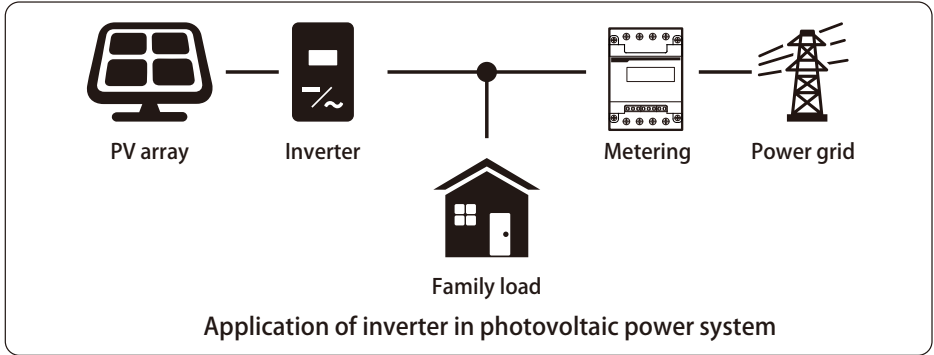 PV array
Inverter
Metering
Power grid
Family load
Application of inverter in photovoltaic power system